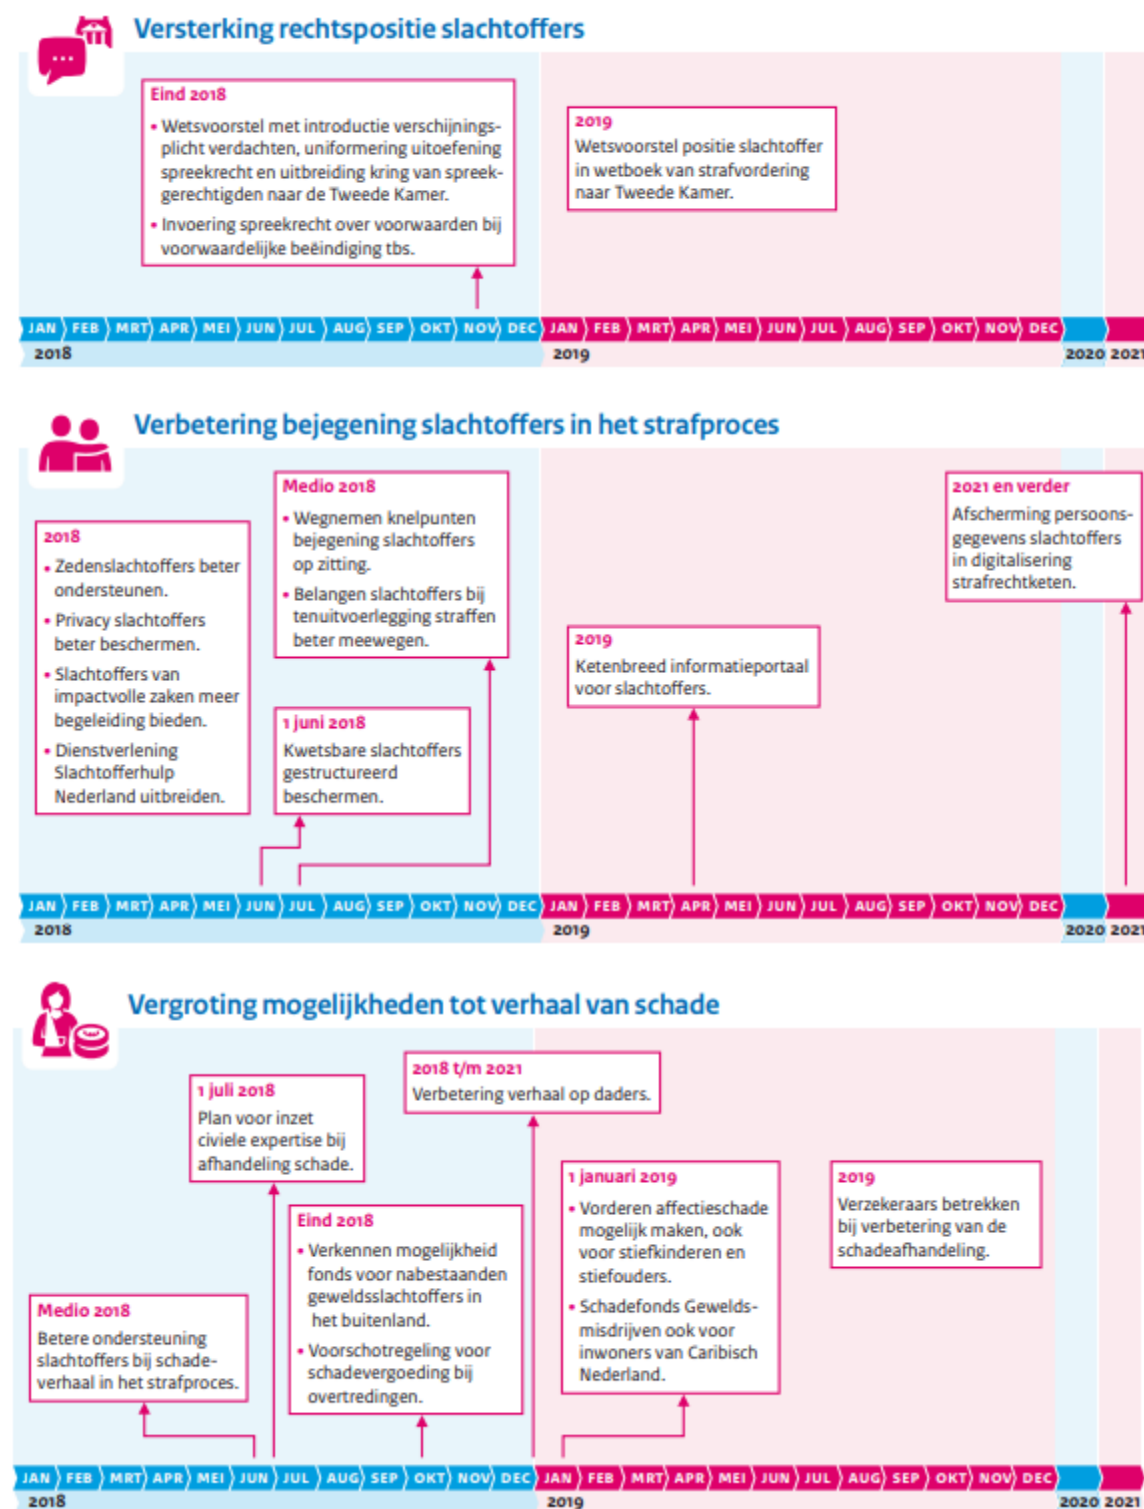 Versterking rechtspositie slachtoffers
Eind 2018
• Wetsvoorstel met introductie verschijnings-
plicht verdachten, uniformering uitoefening
spreekrecht en uitbreiding kring van spreek-
gerechtigden naar de Tweede Kamer.
• Invoering spreekrecht over voorwaarden bij
voorwaardelijke beëindiging tbs.
2019
Wetsvoorstel positie slachtoffer
in wetboek van strafvordering
naar Tweede Kamer.
JAN FEB MRT APR MEI JUN JUL AUG SEP OKT NOV DEC JAN FEB MRT APR MEI JUN JUL AUG SEP OKT NOV DEC
2018 2019 2020 2021
Verbetering bejegening slachtoffers in het strafproces
2018
• Zedenslachtoffers beter
ondersteunen.
• Privacy slachtoffers
beter beschermen.
• Slachtoffers van
impactvolle zaken meer
begeleiding bieden.
• Dienstverlening
Slachtofferhulp
Nederland uitbreiden.
Medio 2018
• Wegnemen knelpunten
bejegening slachtoffers
op zitting.
• Belangen slachtoffers bij
tenuitvoerlegging straffen
beter meewegen.
1 juni 2018
Kwetsbare slachtoffers
gestructureerd
beschermen.
2019
Ketenbreed informatieportaal
voor slachtoffers.
2021 en verder
Afscherming persoons-
gegevens slachtoffers
in digitalisering
strafrechtketen.
JAN FEB MRT APR MEI JUN JUL AUG SEP OKT NOV DEC JAN FEB MRT APR MEI JUN JUL AUG SEP OKT NOV DEC
2018 2019 2020 2021
Vergroting mogelijkheden tot verhaal van schade
Medio 2018
Betere ondersteuning
slachtoffers bij schade-
verhaal in het strafproces.
1 juli 2018
Plan voor inzet
civiele expertise bij
afhandeling schade.
Eind 2018
• Verkennen mogelijkheid
fonds voor nabestaanden
geweldsslachtoffers in
het buitenland.
• Voorschotregeling voor
schadevergoeding bij
overtredingen.
2018 t/m 2021
Verbetering verhaal op daders.
1 januari 2019
• Vorderen affectieschade
mogelijk maken, ook
voor stiefkinderen en
stiefouders.
• Schadefonds Gewelds-
misdrijven ook voor
inwoners van Caribisch
Nederland.
2019
Verzekeraars betrekken
bij verbetering van de
schadeafhandeling.
JAN FEB MRT APR MEI JUN JUL AUG SEP OKT NOV DEC JAN FEB MRT APR MEI JUN JUL AUG SEP OKT NOV DEC
2018 2019 2020 2021